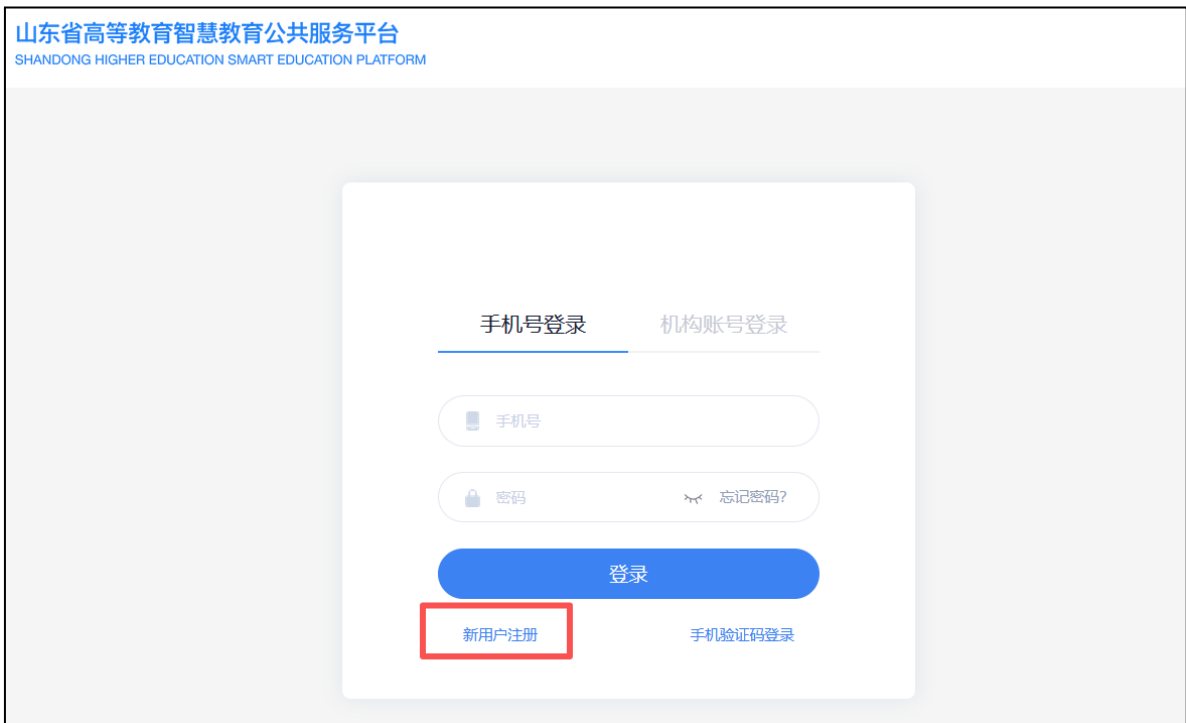 山东省高等教育智慧教育公共服务平台
SHANDONG HIGHER EDUCATION SMART EDUCATION PLATFORM
手机号登录 机构账号登录
手机号
密码 忘记密码?
登录
新用户注册 手机验证码登录